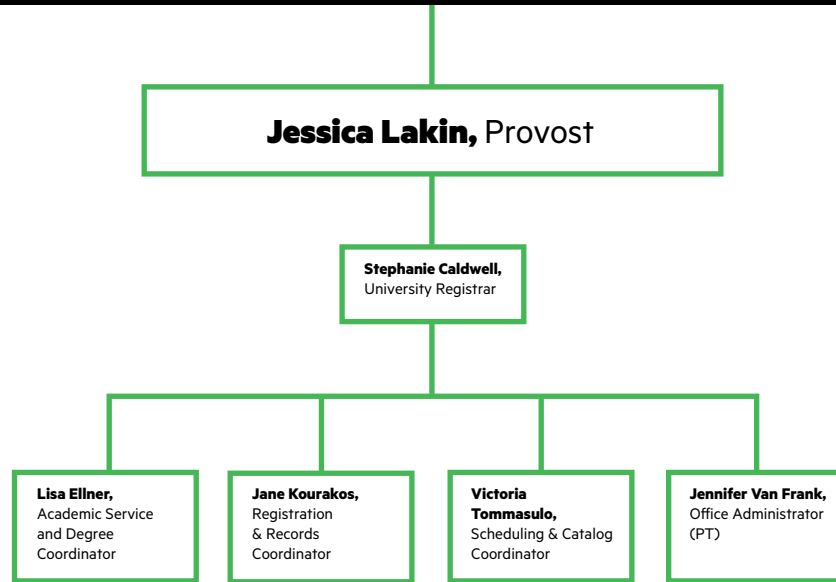 Jessica Lakin, Provost
Stephanie Caldwell,
University Registrar
Lisa Ellner,
Academic Service
and Degree
Coordinator
Jane Kourakos,
Registration
& Records
Coordinator
Victoria
Tommasulo,
Scheduling & Catalog
Coordinator
Jennifer Van Frank,
Office Administrator
(PT)